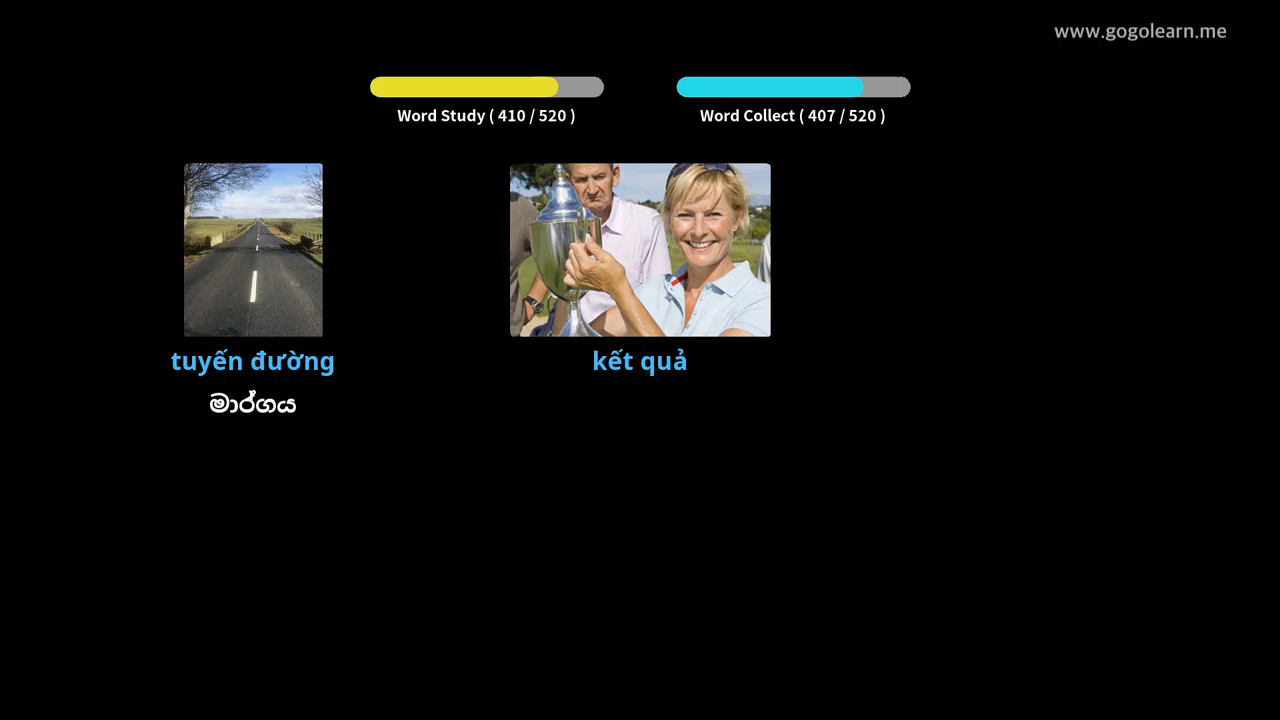 www.gogolearn.me
Word Study ( 410 / 520 )
Word Collect ( 407 / 520 )
tuyến đường
kết quả
මාර්ගය